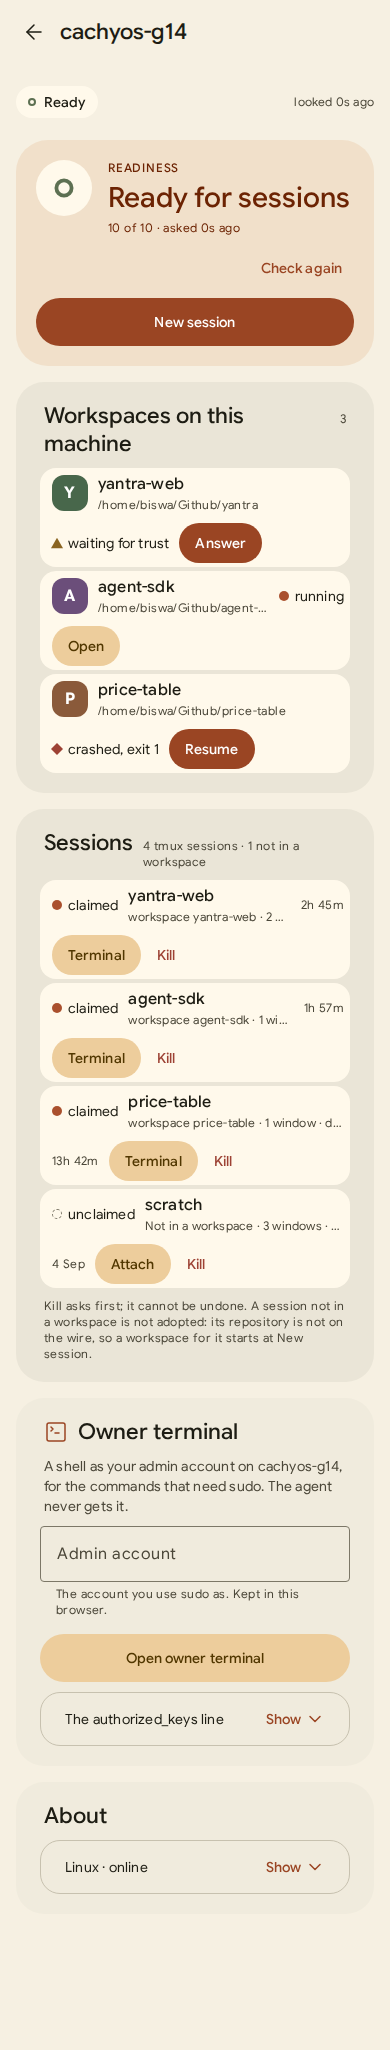 cachyos-g14
Ready
looked 0s ago
READINESS
Ready for sessions
10 of 10 · asked 0s ago
Check again
New session
Workspaces on this
machine
3
Y
yantra-web
/home/biswa/Github/yantra
waiting for trust
Answer
A
agent-sdk
/home/biswa/Github/agent-...
running
Open
P
price-table
/home/biswa/Github/price-table
crashed, exit 1
Resume
Sessions
4 tmux sessions · 1 not in a
workspace
claimed
yantra-web
workspace yantra-web · 2 ...
2h 45m
Terminal
Kill
claimed
agent-sdk
workspace agent-sdk · 1 wi...
1h 57m
Terminal
Kill
claimed
price-table
workspace price-table · 1 window · d...
13h 42m
Terminal
Kill
unclaimed
scratch
Not in a workspace · 3 windows · ...
4 Sep
Attach
Kill
Kill asks first; it cannot be undone. A session not in
a workspace is not adopted: its repository is not on
the wire, so a workspace for it starts at New
session.
Owner terminal
A shell as your admin account on cachyos-g14,
for the commands that need sudo. The agent
never gets it.
Admin account
The account you use sudo as. Kept in this
browser.
Open owner terminal
The authorized_keys line
Show
About
Linux · online
Show